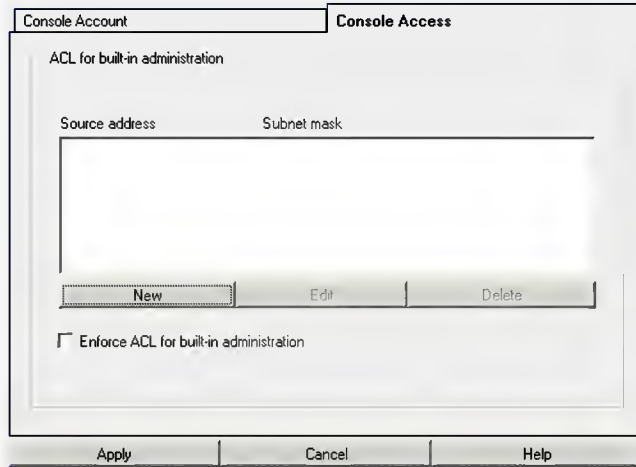 Console Account
Console Access
ACL for built-in administration
Source address Subnet mask
New Edit Delete
Enforce ACL for built-in administration
Apply Cancel Help